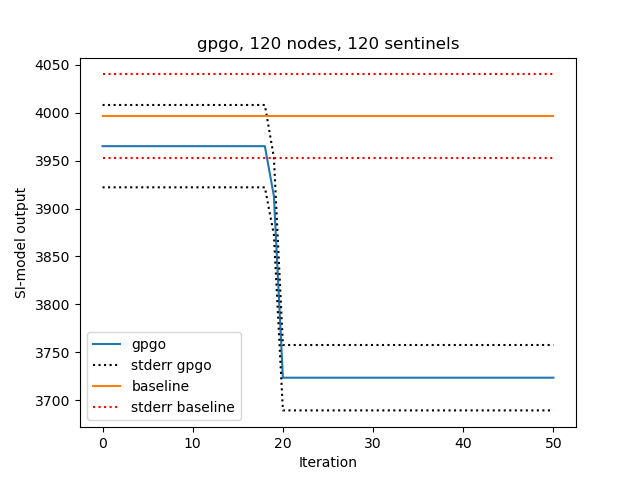 gpgo, 120 nodes, 120 sentinels
4050
4000
3950
3900
3850
3800
3750
3700
SI-model output
gpgo
stderr gpgo
baseline
stderr baseline
0 10 20 30 40 50
Iteration